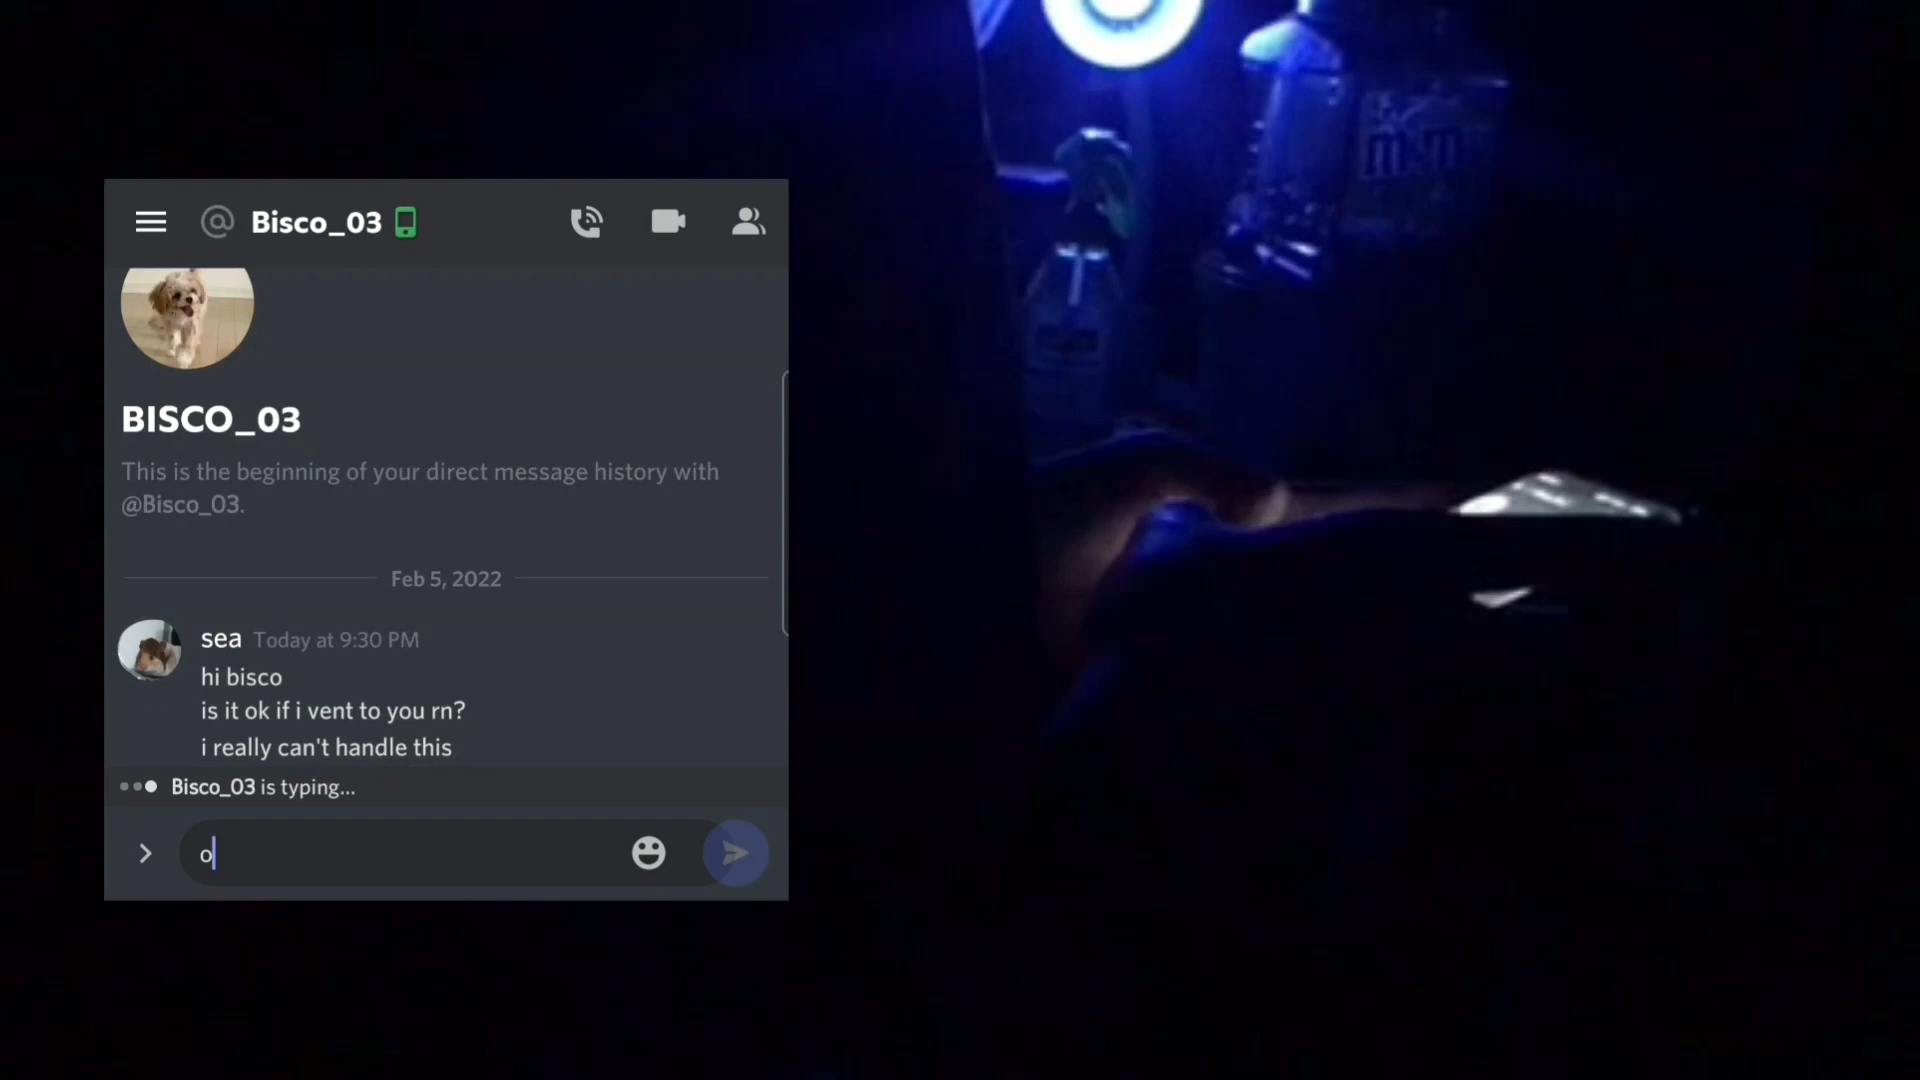 @ Bisco_03
BISCO_03
This is the beginning of your direct message history with
@Bisco_03.
Feb 5, 2022
sea Today at 9:30 PM
hi bisco
is it ok if i vent to you rn?
i really can't handle this
Bisco_03 is typing...
o
m&m